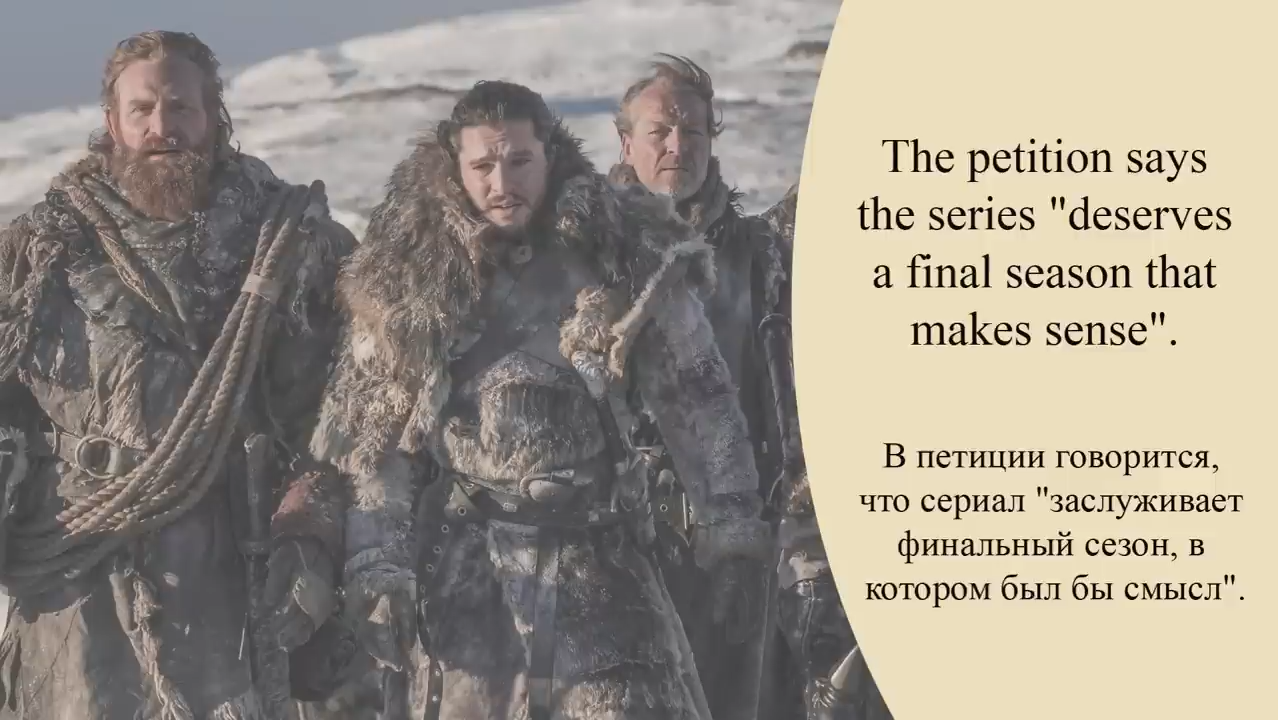 The petition says
the series "deserves
a final season that
makes sense".
В петиции говорится,
что сериал "заслуживает
финальный сезон, в
котором был бы смысл".